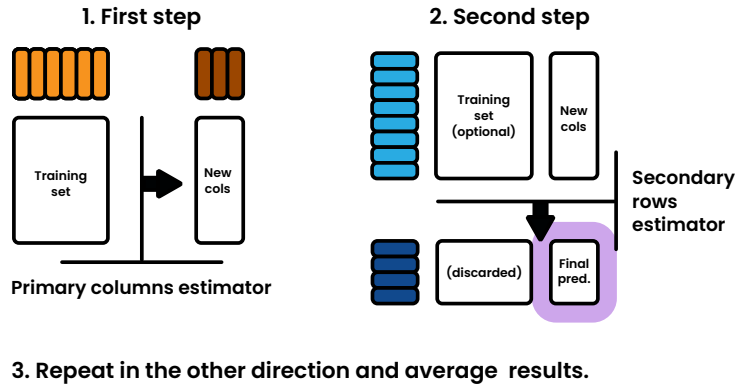 1. First step
Training
set
New
cols
Primary columns estimator
2. Second step
Training
set
(optional)
New
cols
Secondary
rows
estimator
(discarded)
Final
pred.
3. Repeat in the other direction and average results.